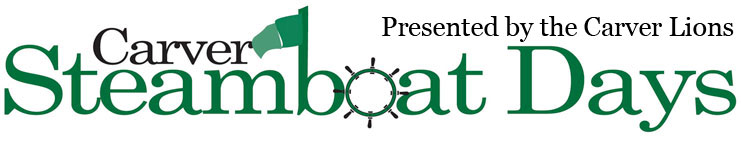 Presented by the Carver Lions
Carver
Steamboat Days